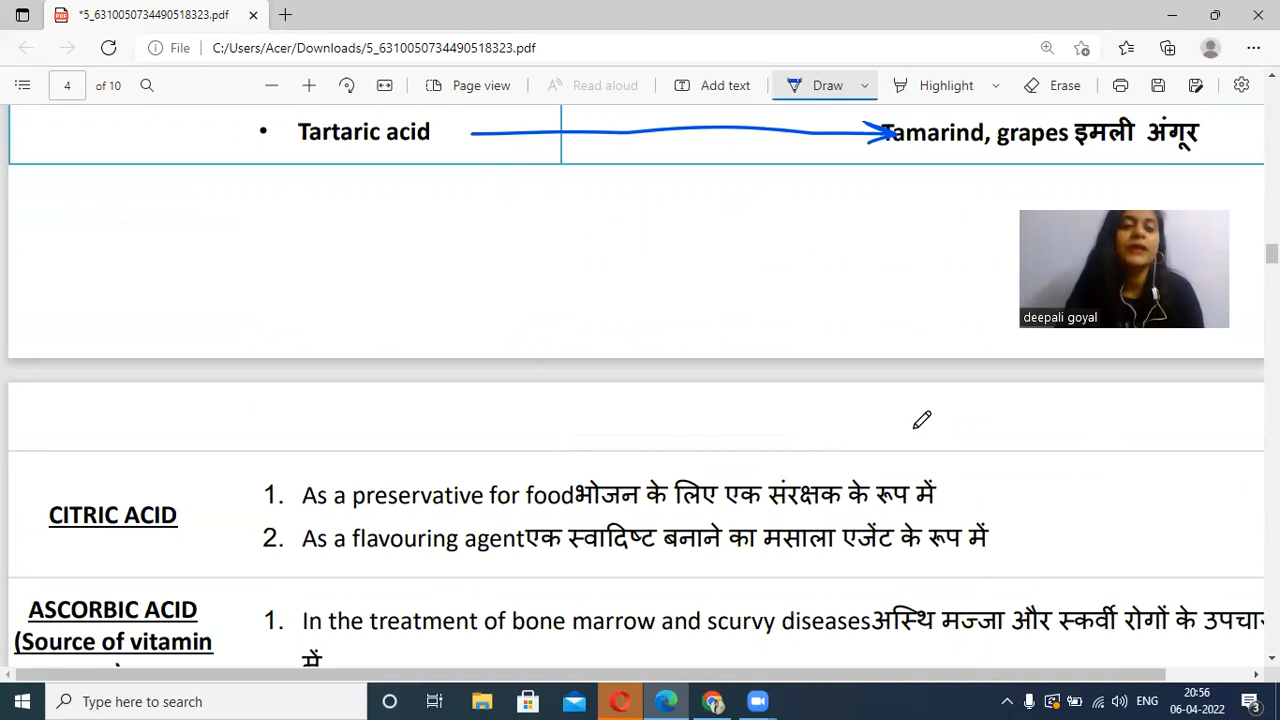 *5_6310050734490518323.pdf
File
C:/Users/Acer/Downloads/5_6310050734490518323.pdf
4 of 10
Page view
Read aloud
Add text
Draw
Highlight
Erase
• Tartaric acid
Tamarind, grapes इमली अंगूर
deepali goyal
CITRIC ACID
1. As a preservative for foodभोजन के लिए एक संरक्षक के रूप में
2. As a flavouring agentएक स्वादिष्ट बनाने का मसाला एजेंट के रूप में
ASCORBIC ACID
(Source of vitamin
1. In the treatment of bone marrow and scurvy diseasesअस्थि मज्जा और स्कर्वी रोगों के उपचार
में
Type here to search
ENG
20:56
06-04-2022
3